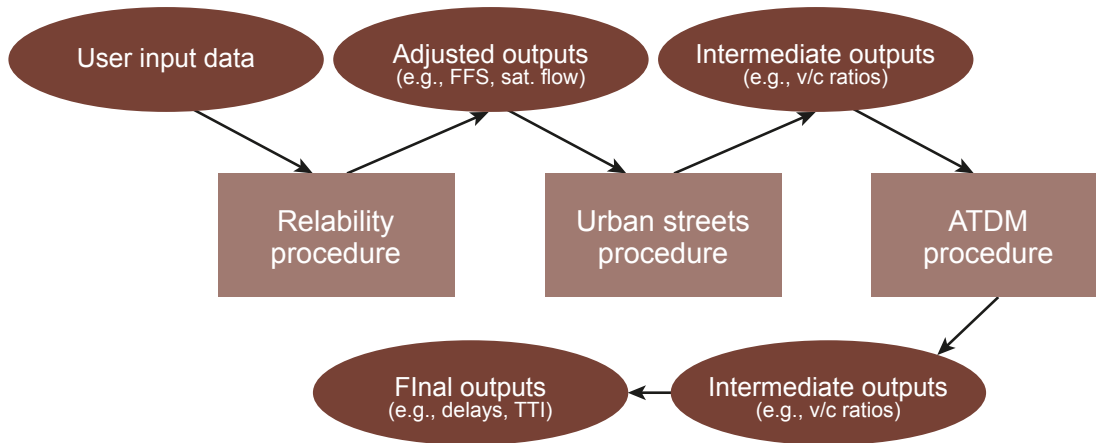 User input data
Adjusted outputs
(e.g., FFS, sat. flow)
Intermediate outputs
(e.g., v/c ratios)
Relability
procedure
Urban streets
procedure
ATDM
procedure
FInal outputs
(e.g., delays, TTI)
Intermediate outputs
(e.g., v/c ratios)